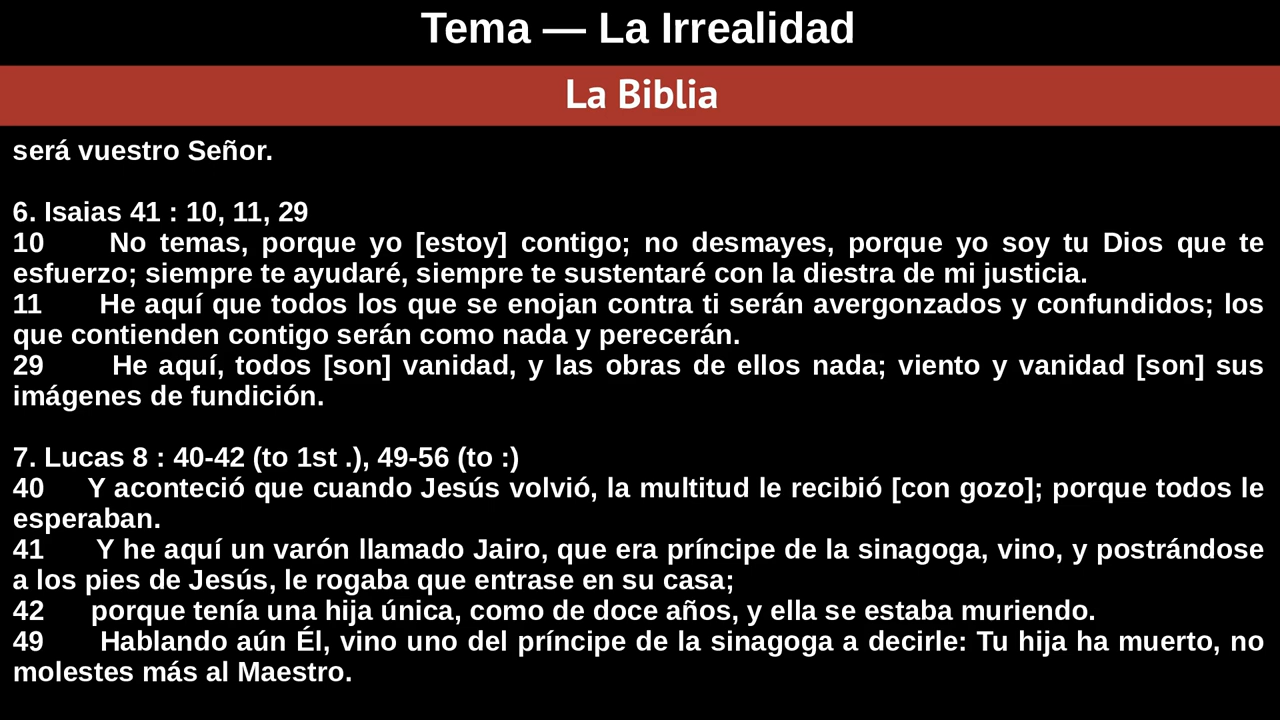 Tema — La Irrealidad
La Biblia
será vuestro Señor.
6. Isaias 41 : 10, 11, 29
10 No temas, porque yo [estoy] contigo; no desmayes, porque yo soy tu Dios que te
esfuerzo; siempre te ayudaré, siempre te sustentaré con la diestra de mi justicia.
11 He aquí que todos los que se enojan contra ti serán avergonzados y confundidos; los
que contienden contigo serán como nada y perecerán.
29 He aquí, todos [son] vanidad, y las obras de ellos nada; viento y vanidad [son] sus
imágenes de fundición.
7. Lucas 8 : 40-42 (to 1st .), 49-56 (to :)
40 Y aconteció que cuando Jesús volvió, la multitud le recibió [con gozo]; porque todos le
esperaban.
41 Y he aquí un varón llamado Jairo, que era príncipe de la sinagoga, vino, y postrándose
a los pies de Jesús, le rogaba que entrase en su casa;
42 porque tenía una hija única, como de doce años, y ella se estaba muriendo.
49 Hablando aún Él, vino uno del príncipe de la sinagoga a decirle: Tu hija ha muerto, no
molestes más al Maestro.